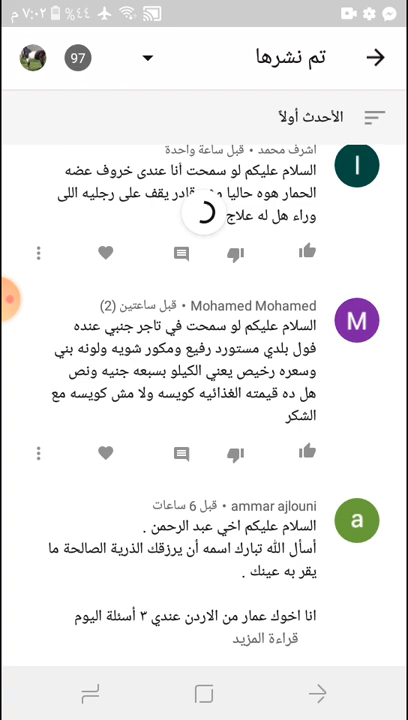 ٧:٠٢ م ٤٤٪
تم نشرها
97
الأحدث أولاً
اشرف محمد • قبل ساعة واحدة
السلام عليكم لو سمحت أنا عندى خروف عضه
الحمار هوه حاليا قادر يقف على رجليه اللى
وراء هل له علاج
Mohamed Mohamed • قبل ساعتين (2)
السلام عليكم لو سمحت في تاجر جنبي عنده
فول بلدي مستورد رفيع ومكور شويه ولونه بني
وسعره رخيص يعني الكيلو بسبعه جنيه ونص
هل ده قيمته الغذائيه كويسه ولا مش كويسه مع
الشكر
ammar ajlouni • قبل 6 ساعات
السلام عليكم اخي عبد الرحمن .
أسأل الله تبارك اسمه أن يرزقك الذرية الصالحة ما
يقر به عينك .
انا اخوك عمار من الاردن عندي ٣ أسئلة اليوم
قراءة المزيد